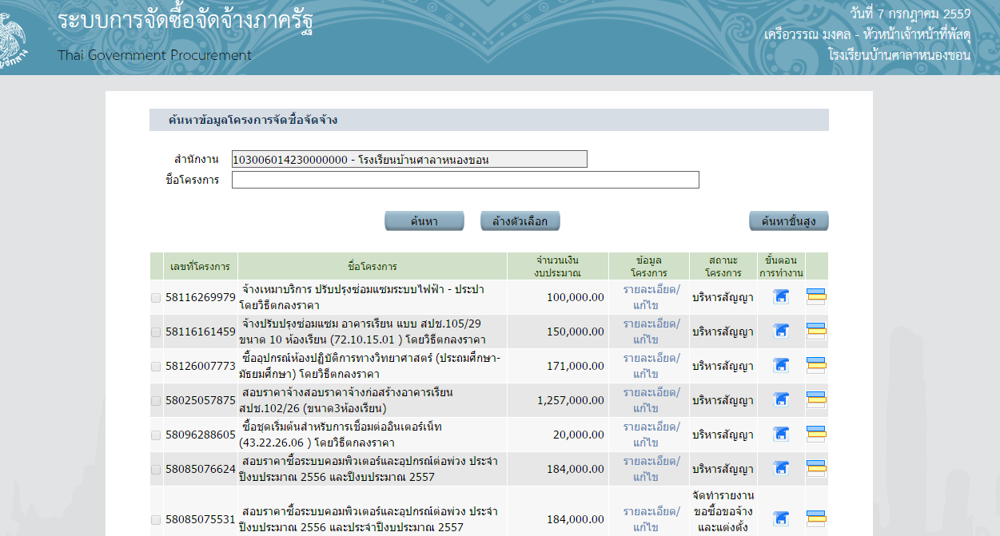 ระบบการจัดซื้อจัดจ้างภาครัฐ
Thai Government Procurement
วันที่ 7 กรกฎาคม 2559
เครือวรรณ มงคล - หัวหน้าเจ้าหน้าที่พัสดุ
โรงเรียนบ้านศาลาหนองขอน
ค้นหาข้อมูลโครงการจัดซื้อจัดจ้าง
สำนักงาน 103006014230000000 - โรงเรียนบ้านศาลาหนองขอน
ชื่อโครงการ
ค้นหา ล้างตัวเลือก ค้นหาขั้นสูง
เลขที่โครงการ ชื่อโครงการ จำนวนเงิน งบประมาณ ข้อมูล โครงการ สถานะ โครงการ ขั้นตอน การทำงาน
58116269979 จ้างเหมาบริการ ปรับปรุงซ่อมแซมระบบไฟฟ้า - ประปา 100,000.00 รายละเอียด/ บริหารสัญญา
โดยวิธีตกลงราคา แก้ไข
58116161459 จ้างปรับปรุงซ่อมแซม อาคารเรียน แบบ สปช.105/29 150,000.00 รายละเอียด/ บริหารสัญญา
ขนาด 10 ห้องเรียน (72.10.15.01 ) โดยวิธีตกลงราคา แก้ไข
58126007773 ซื้ออุปกรณ์ห้องปฏิบัติการทางวิทยาศาสตร์ (ประถมศึกษา- 171,000.00 รายละเอียด/ บริหารสัญญา
มัธยมศึกษา) โดยวิธีตกลงราคา แก้ไข
58025057875 สอบราคาจ้างสอบราคาจ้างก่อสร้างอาคารเรียน 1,257,000.00 รายละเอียด/ บริหารสัญญา
สปช.102/26 (ขนาด3ห้องเรียน) แก้ไข
58096288605 ซื้อชุดเริ่มต้นสำหรับการเชื่อมต่ออินเตอร์เน็ท 20,000.00 รายละเอียด/ บริหารสัญญา
(43.22.26.06 ) โดยวิธีตกลงราคา แก้ไข
58085076624 สอบราคาซื้อระบบคอมพิวเตอร์และอุปกรณ์ต่อพ่วง ประจำ 184,000.00 รายละเอียด/ บริหารสัญญา
ปีงบประมาณ 2556 และปีงบประมาณ 2557 แก้ไข
58085075531 สอบราคาซื้อระบบคอมพิวเตอร์และอุปกรณ์ต่อพ่วง ประจำ 184,000.00 รายละเอียด/ จัดทำรายงาน
ปีงบประมาณ 2556 และประจำปีงบประมาณ 2557 แก้ไข ขอซื้อขอจ้าง
และแต่งตั้ง